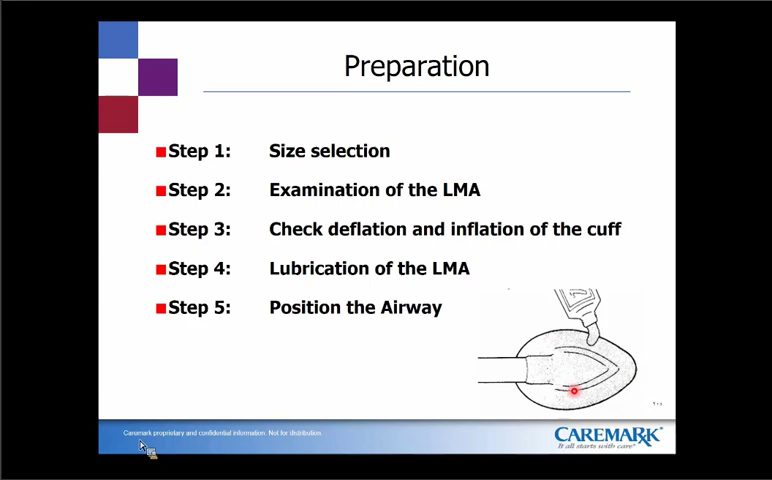 Preparation
Step 1: Size selection
Step 2: Examination of the LMA
Step 3: Check deflation and inflation of the cuff
Step 4: Lubrication of the LMA
Step 5: Position the Airway
Caremark proprietary and confidential information. Not for distribution.
CAREMARK
It all starts with care